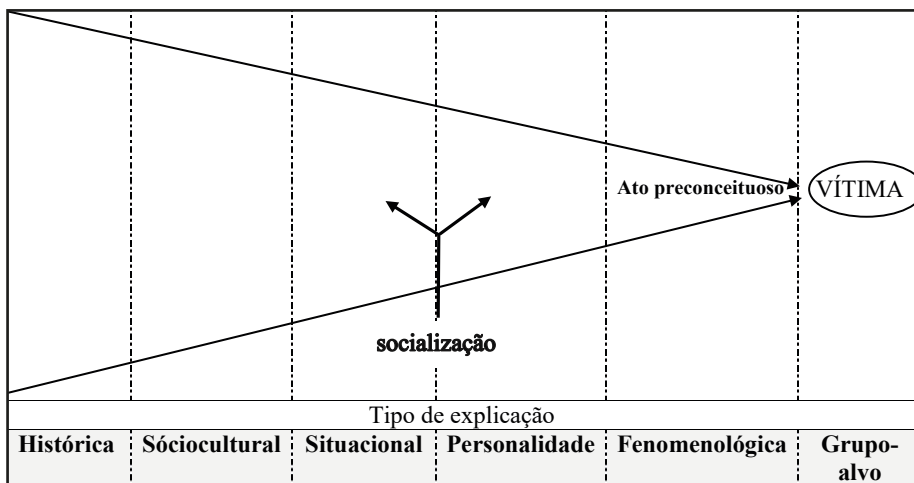 Ato preconceituoso
VÍTIMA
socialização
Tipo de explicação
Histórica Sóciocultural Situacional Personalidade Fenomenológica Grupo-
alvo